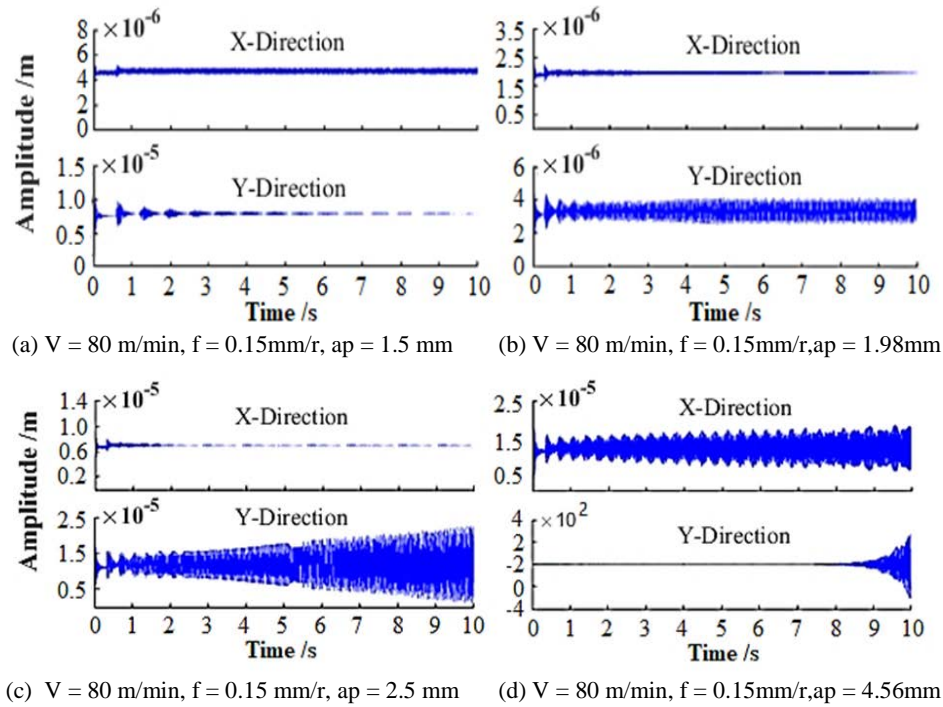 Amplitude /m
8 ×10⁻⁶
X-Direction
6
4
2
0
1.5 ×10⁻⁵
Y-Direction
1.0
0.5
0
0 1 2 3 4 5 6 7 8 9 10
Time /s
(a) V = 80 m/min, f = 0.15mm/r, ap = 1.5 mm
3.5 ×10⁻⁶
X-Direction
2.5
1.5
0.5
6 ×10⁻⁶
Y-Direction
4
2
0
0 1 2 3 4 5 6 7 8 9 10
Time /s
(b) V = 80 m/min, f = 0.15mm/r,ap = 1.98mm
Amplitude /m
1.4 ×10⁻⁵
X-Direction
1.0
0.6
0.2
2.5 ×10⁻⁵
Y-Direction
1.5
0.5
0 1 2 3 4 5 6 7 8 9 10
Time /s
(c) V = 80 m/min, f = 0.15 mm/r, ap = 2.5 mm
2.5 ×10⁻⁵
X-Direction
1.5
0.5
4 ×10²
Y-Direction
2
-2
0
-4
0 1 2 3 4 5 6 7 8 9 10
Time /s
(d) V = 80 m/min, f = 0.15mm/r,ap = 4.56mm